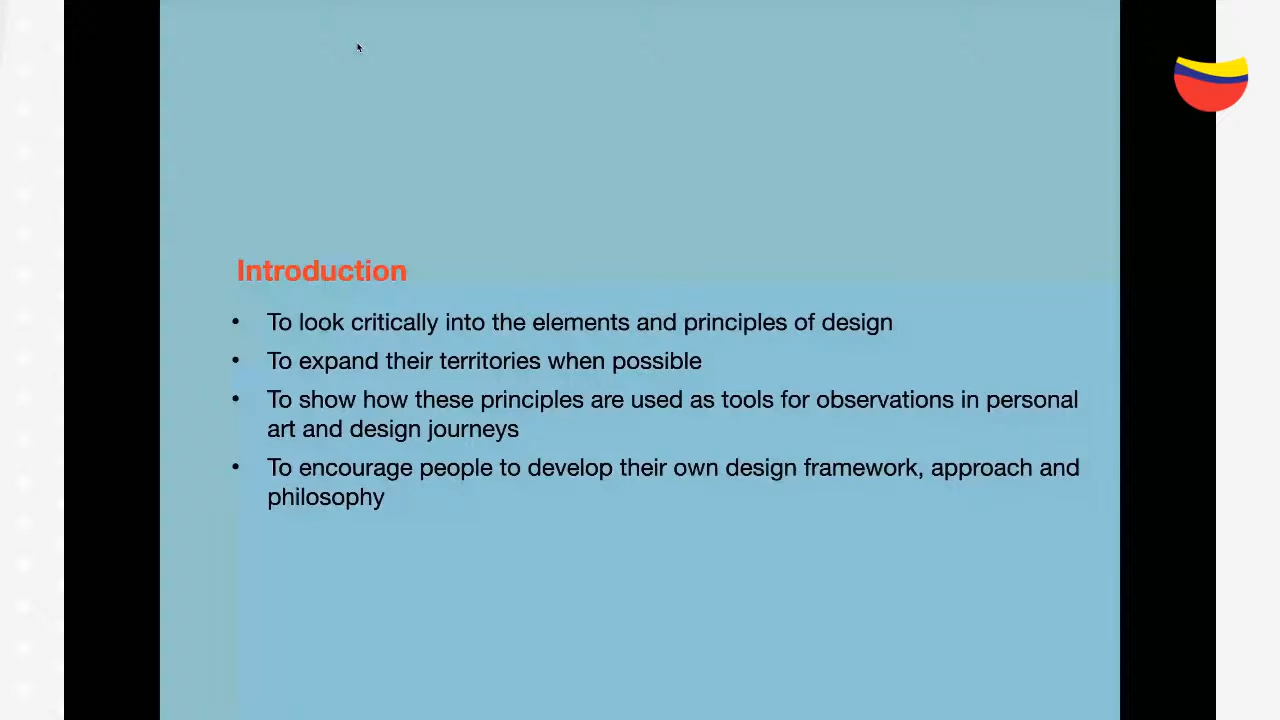 Introduction
• To look critically into the elements and principles of design
• To expand their territories when possible
• To show how these principles are used as tools for observations in personal
art and design journeys
• To encourage people to develop their own design framework, approach and
philosophy